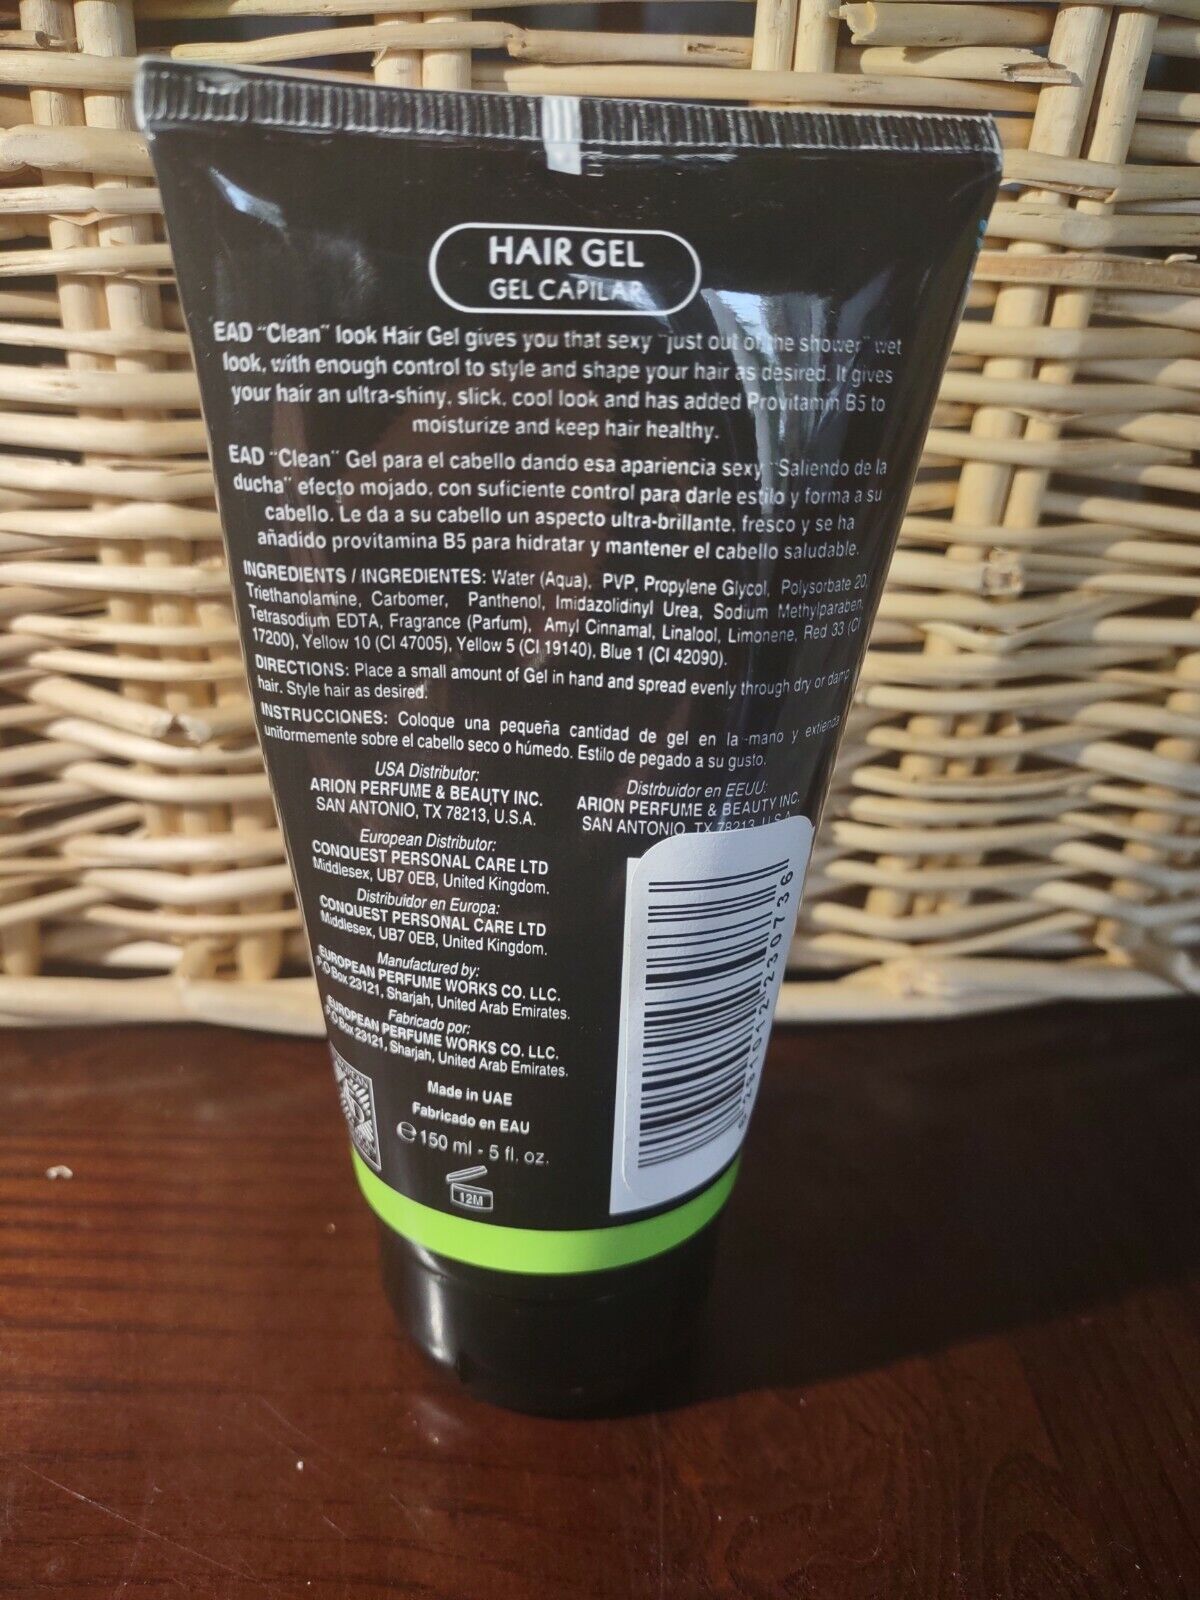 HAIR GEL
GEL CAPILAR
EAD "Clean" look Hair Gel gives you that sexy "just out of the shower" wet
look, with enough control to style and shape your hair as desired. It gives
your hair an ultra-shiny, slick, cool look and has added Provitamin B5 to
moisturize and keep hair healthy.
EAD "Clean" Gel para el cabello dando esa apariencia sexy "Saliendo de la
ducha" efecto mojado, con suficiente control para darle estilo y forma a su
cabello. Le da a su cabello un aspecto ultra-brillante, fresco y se ha
añadido provitamina B5 para hidratar y mantener el cabello saludable.
INGREDIENTS / INGREDIENTES: Water (Aqua), PVP, Propylene Glycol, Polysorbate 20,
Triethanolamine, Carbomer, Panthenol, Imidazolidinyl Urea, Sodium Methylparaben,
Tetrasodium EDTA, Fragrance (Parfum), Amyl Cinnamal, Linalool, Limonene, Red 33 (CI
17200), Yellow 10 (CI 47005), Yellow 5 (CI 19140), Blue 1 (CI 42090).
DIRECTIONS: Place a small amount of Gel in hand and spread evenly through dry or damp
hair. Style hair as desired.
INSTRUCCIONES: Coloque una pequeña cantidad de gel en la mano y extienda
uniformemente sobre el cabello seco o húmedo. Estilo de pegado a su gusto.
USA Distributor:
ARION PERFUME & BEAUTY INC.
SAN ANTONIO, TX 78213, U.S.A.
Distrbuidor en EEUU:
ARION PERFUME & BEAUTY INC.
SAN ANTONIO, TX 78213, U.S.A.
European Distributor:
CONQUEST PERSONAL CARE LTD
Middlesex, UB7 0EB, United Kingdom.
Distribuidor en Europa:
CONQUEST PERSONAL CARE LTD
Middlesex, UB7 0EB, United Kingdom.
Manufactured by:
EUROPEAN PERFUME WORKS CO. LLC.
P.O Box 23121, Sharjah, United Arab Emirates.
Fabricado por:
EUROPEAN PERFUME WORKS CO. LLC.
P.O Box 23121, Sharjah, United Arab Emirates.
Made in UAE
Fabricado en EAU
℮ 150 ml - 5 fl. oz.
12M
6 291012 230736